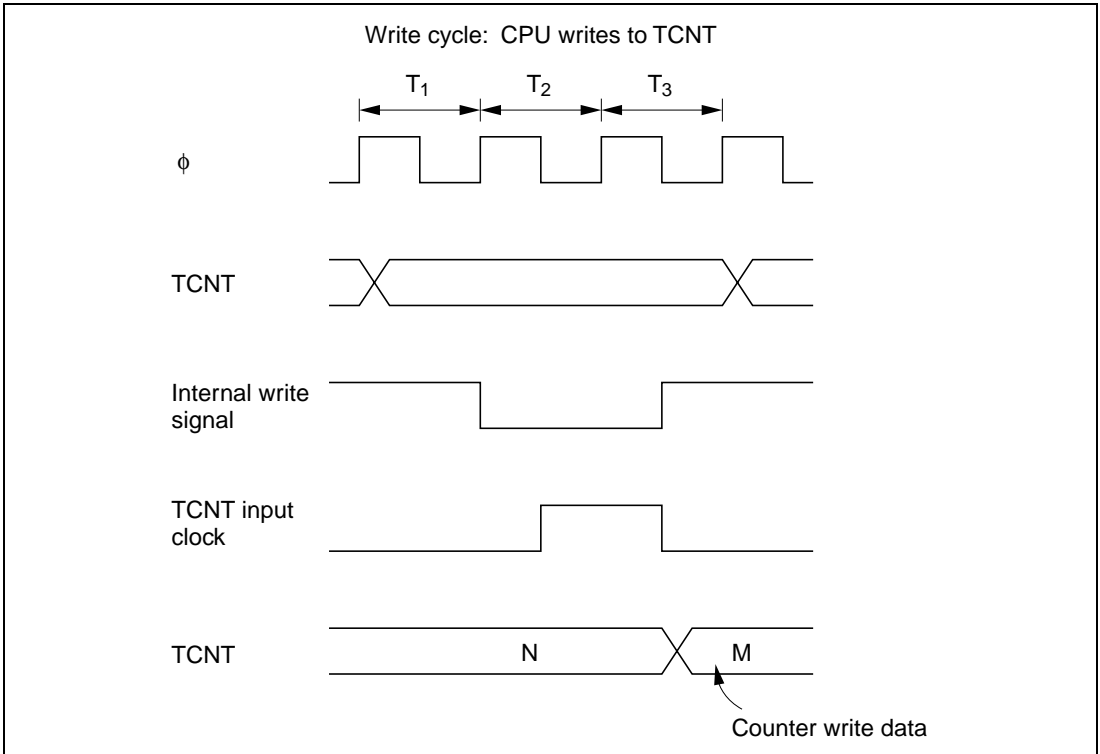 Write cycle: CPU writes to TCNT
T1 T2 T3
ϕ
TCNT
Internal write
signal
TCNT input
clock
TCNT
N
M
Counter write data